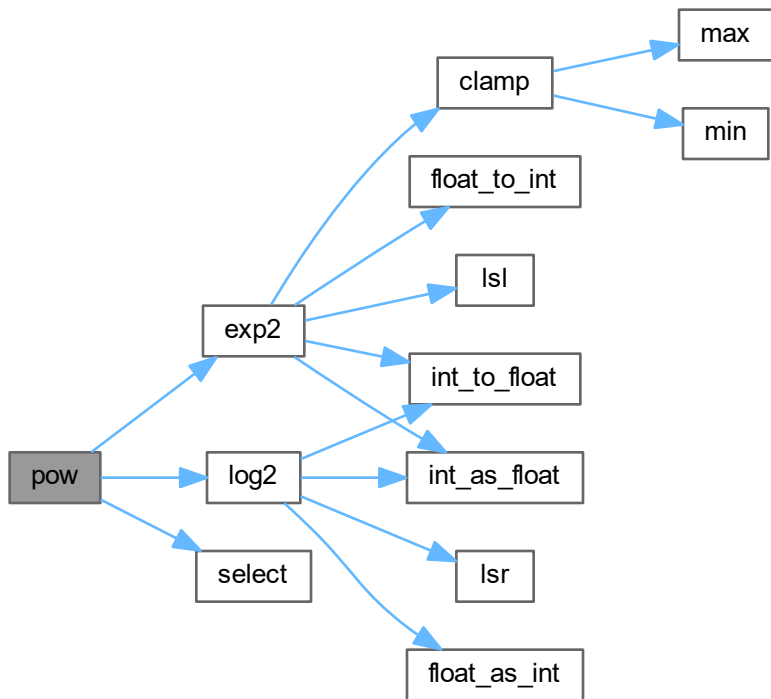 max
clamp
min
float_to_int
lsl
exp2
int_to_float
pow
log2
int_as_float
select
lsr
float_as_int